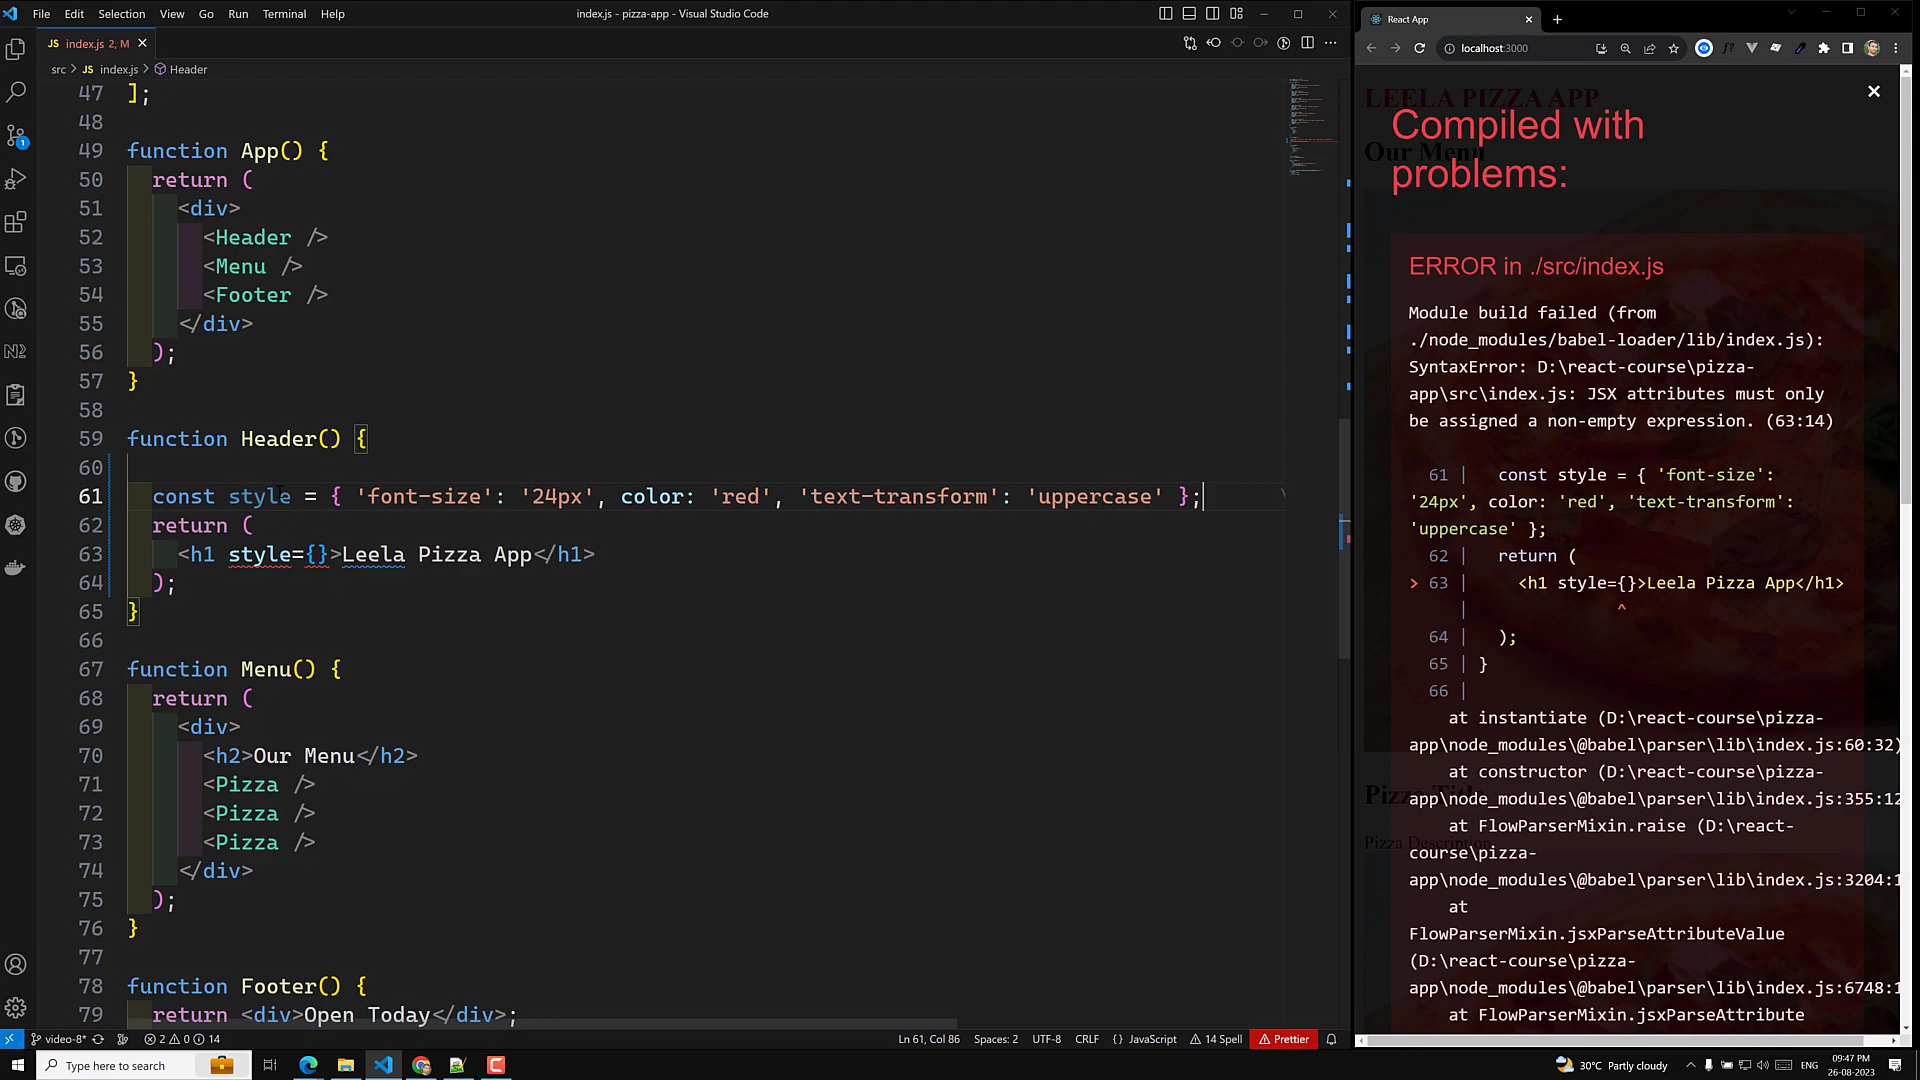 File Edit Selection View Go Run Terminal Help
index.js - pizza-app - Visual Studio Code
JS index.js 2, M
src > JS index.js > Header
47 ];
48
49 function App() {
50 return (
51 <div>
52 <Header />
53 <Menu />
54 <Footer />
55 </div>
56 );
57 }
58
59 function Header() {
60
61 const style = { 'font-size': '24px', color: 'red', 'text-transform': 'uppercase' };
62 return (
63 <h1 style={}>Leela Pizza App</h1>
64 );
65 }
66
67 function Menu() {
68 return (
69 <div>
70 <h2>Our Menu</h2>
71 <Pizza />
72 <Pizza />
73 <Pizza />
74 </div>
75 );
76 }
77
78 function Footer() {
79 return <div>Open Today</div>;
video-8* 2 0 14
Ln 61, Col 86 Spaces: 2 UTF-8 CRLF {} JavaScript 14 Spell Prettier
React App
localhost:3000
LEELA PIZZA APP
Our Menu
Compiled with
problems:
ERROR in ./src/index.js
Module build failed (from
./node_modules/babel-loader/lib/index.js):
SyntaxError: D:\react-course\pizza-
app\src\index.js: JSX attributes must only
be assigned a non-empty expression. (63:14)
61 | const style = { 'font-size':
'24px', color: 'red', 'text-transform':
'uppercase' };
62 | return (
> 63 | <h1 style={}>Leela Pizza App</h1>
| ^
64 | );
65 | }
66 |
at instantiate (D:\react-course\pizza-
app\node_modules\@babel\parser\lib\index.js:60:32)
at constructor (D:\react-course\pizza-
app\node_modules\@babel\parser\lib\index.js:355:12
at FlowParserMixin.raise (D:\react-
course\pizza-
app\node_modules\@babel\parser\lib\index.js:3204:1
at
FlowParserMixin.jsxParseAttributeValue
(D:\react-course\pizza-
app\node_modules\@babel\parser\lib\index.js:6748:1
at FlowParserMixin.jsxParseAttribute
Pizza Title
Pizza Description
Type here to search
30°C Partly cloudy
ENG
09:47 PM
26-08-2023